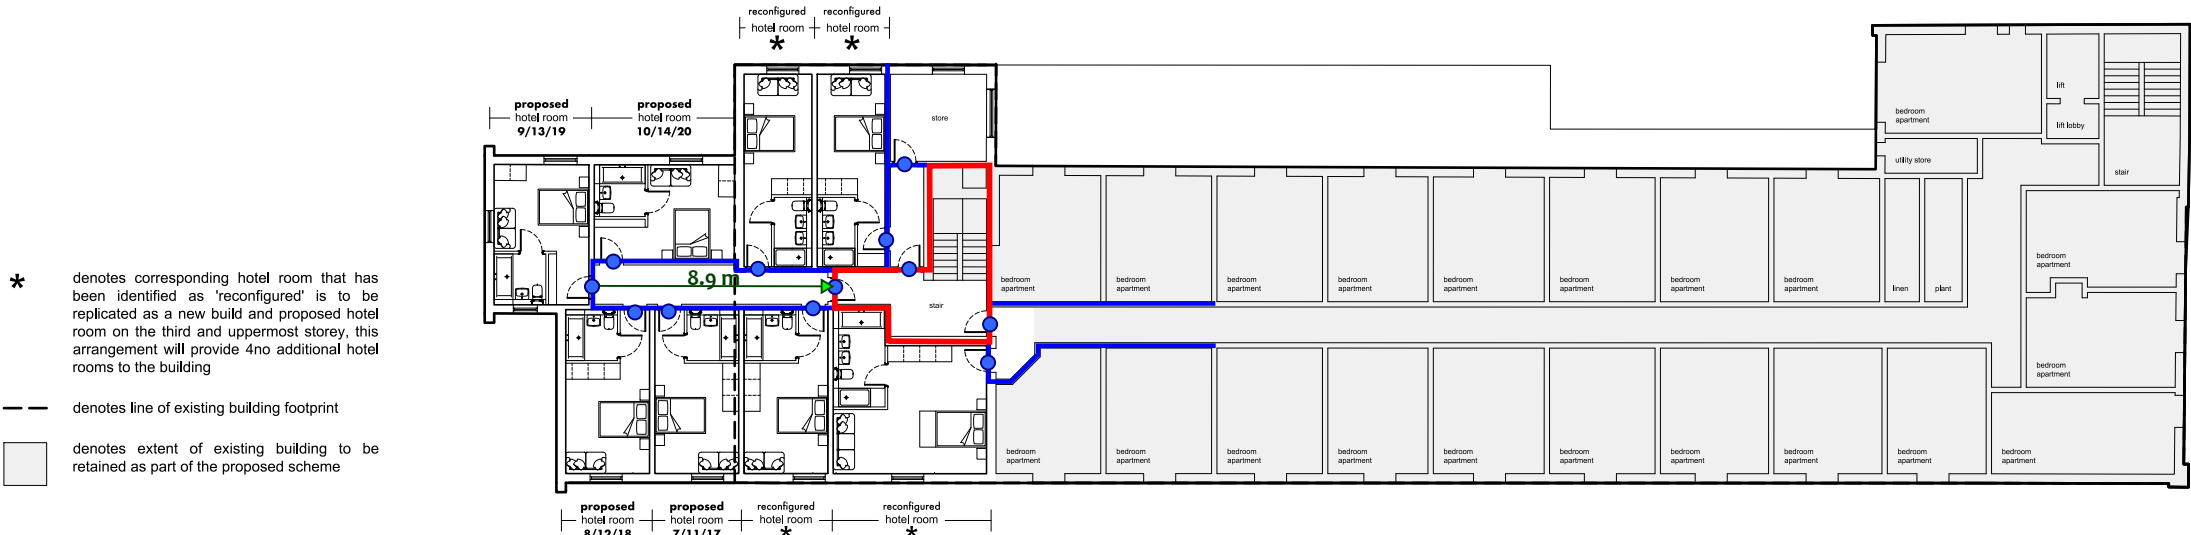 reconfigured
hotel room
*
reconfigured
hotel room
*
proposed
hotel room
9/13/19
proposed
hotel room
10/14/20
store
8.9 m
stair
bedroom
apartment
lift
lift lobby
utility store
stair
bedroom
apartment
bedroom
apartment
bedroom
apartment
bedroom
apartment
bedroom
apartment
bedroom
apartment
bedroom
apartment
bedroom
apartment
linen
plant
bedroom
apartment
bedroom
apartment
bedroom
apartment
bedroom
apartment
bedroom
apartment
bedroom
apartment
bedroom
apartment
bedroom
apartment
bedroom
apartment
bedroom
apartment
bedroom
apartment
bedroom
apartment
* denotes corresponding hotel room that has
been identified as 'reconfigured' is to be
replicated as a new build and proposed hotel
room on the third and uppermost storey, this
arrangement will provide 4no additional hotel
rooms to the building
denotes line of existing building footprint
denotes extent of existing building to be
retained as part of the proposed scheme
proposed
hotel room
8/12/18
proposed
hotel room
7/11/17
reconfigured
hotel room
*
reconfigured
hotel room
*